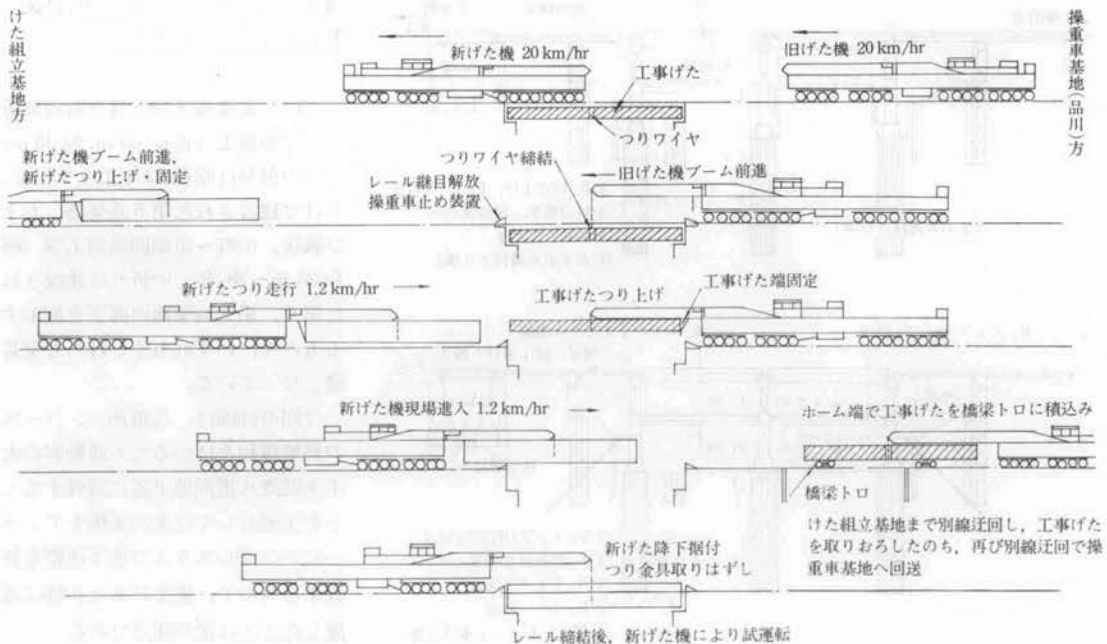 けた組立基地方
操重車基地(品川)方
新げた機 20 km/hr
旧げた機 20 km/hr
工事げた
つりワイヤ
新げた機ブーム前進,
新げたつり上げ・固定
つりワイヤ締結
旧げた機ブーム前進
レール継目解放
操重車止め装置
新げたつり走行 1.2 km/hr
工事げたつり上げ
工事げた端固定
新げた機現場進入 1.2 km/hr
ホーム端で工事げたを橋梁トロに積込み
橋梁トロ
けた組立基地まで別線迂回し,工事げた
を取りおろしたのち,再び別線迂回で操
重車基地へ回送
新げた降下据付
つり金具取りはずし
レール締結後,新げた機により試運転